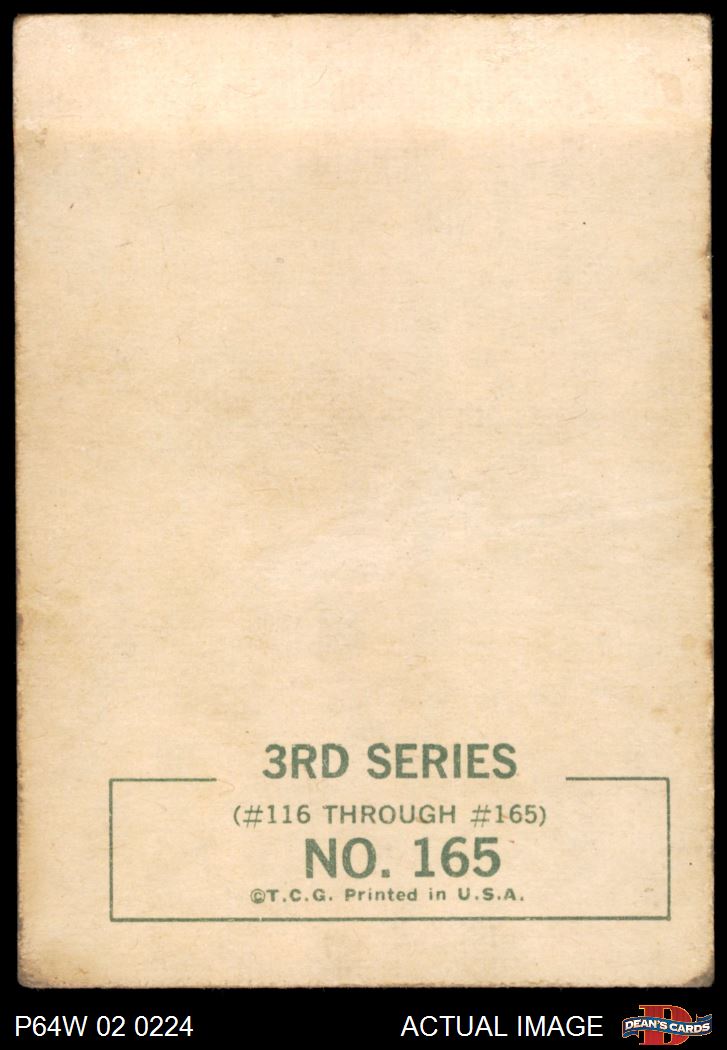 3RD SERIES
(#116 THROUGH #165)
NO. 165
©T.C.G. Printed in U.S.A.
P64W 02 0224
ACTUAL IMAGE
D
DEAN'S CARDS